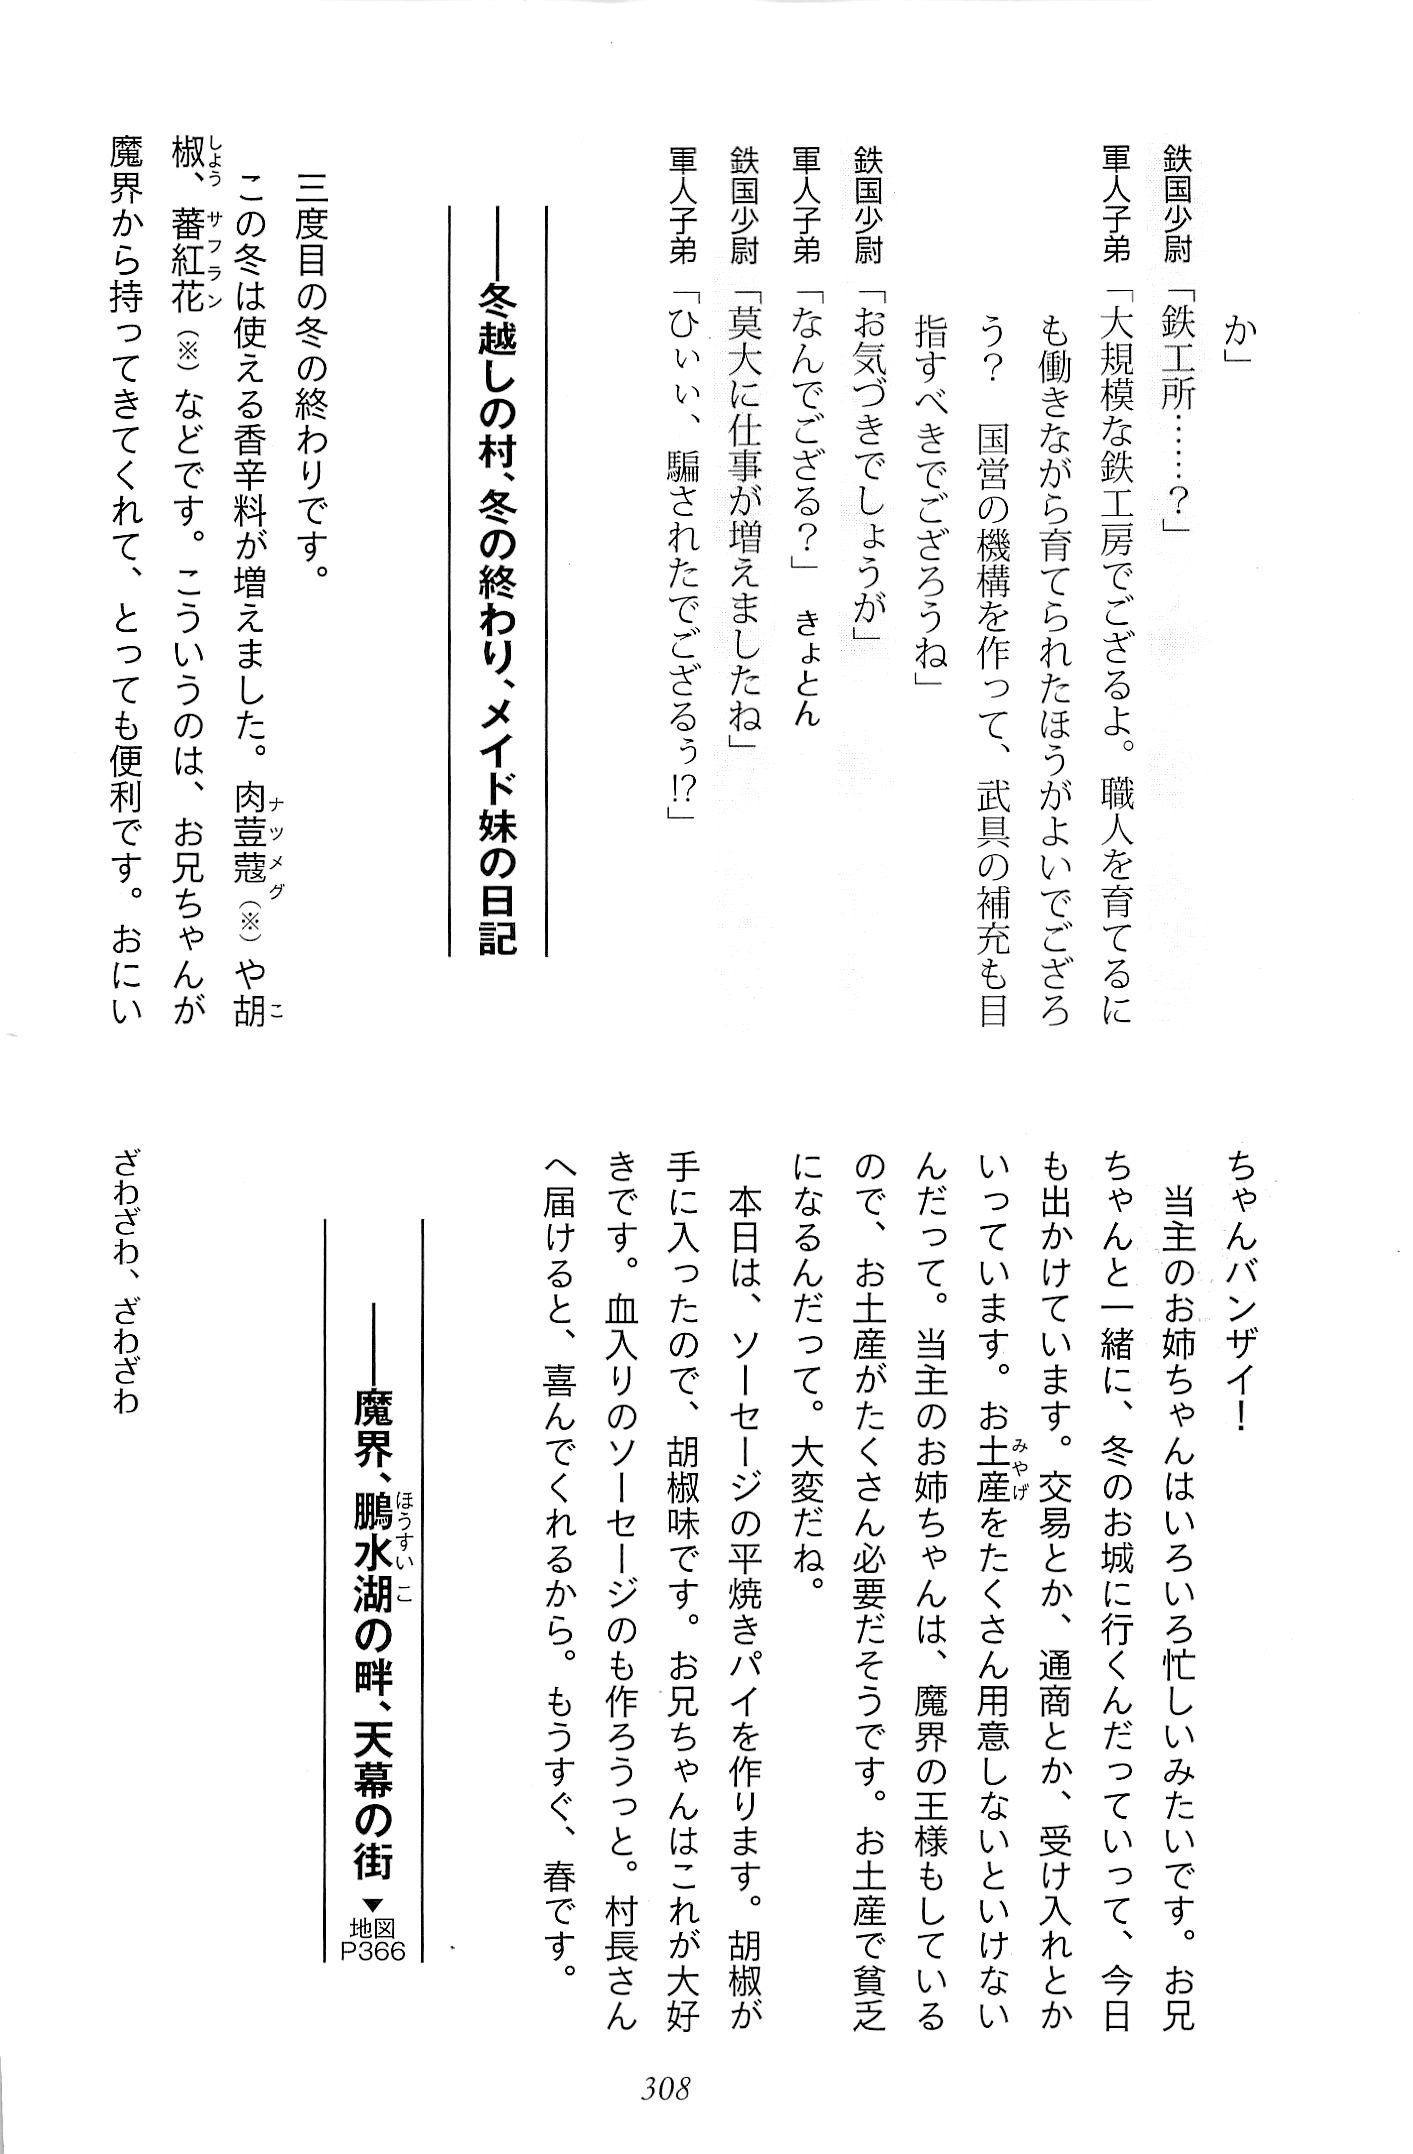 か」
鉄国少尉「鉄工所……？」
軍人子弟「大規模な鉄工房でござるよ。職人を育てるに
も働きながら育てられたほうがよいでござろ
う？　国営の機構を作って、武具の補充も目
指すべきでござろうね」
鉄国少尉「お気づきでしょうが」
軍人子弟「なんでござる？」　きょとん
鉄国少尉「莫大に仕事が増えましたね」
軍人子弟「ひぃぃ、騙されたでござるぅ!?」
――冬越しの村、冬の終わり、メイド妹の日記
三度目の冬の終わりです。
この冬は使える香辛料が増えました。肉荳蔲（※）や胡
ナツメグ
こ
椒、蕃紅花（※）などです。こういうのは、お兄ちゃんが
しょう
サフラン
魔界から持ってきてくれて、とっても便利です。おにい
ちゃんバンザイ！
当主のお姉ちゃんはいろいろ忙しいみたいです。お兄
ちゃんと一緒に、冬のお城に行くんだっていって、今日
も出かけています。交易とか、通商とか、受け入れとか
いっています。お土産をたくさん用意しないといけない
みやげ
んだって。当主のお姉ちゃんは、魔界の王様もしている
ので、お土産がたくさん必要だそうです。お土産で貧乏
になるんだって。大変だね。
本日は、ソーセージの平焼きパイを作ります。胡椒が
手に入ったので、胡椒味です。お兄ちゃんはこれが大好
きです。血入りのソーセージのも作ろうっと。村長さん
へ届けると、喜んでくれるから。もうすぐ、春です。
――魔界、鵬水湖の畔、天幕の街 ▼地図P366
ほうすいこ
ざわざわ、ざわざわ
308